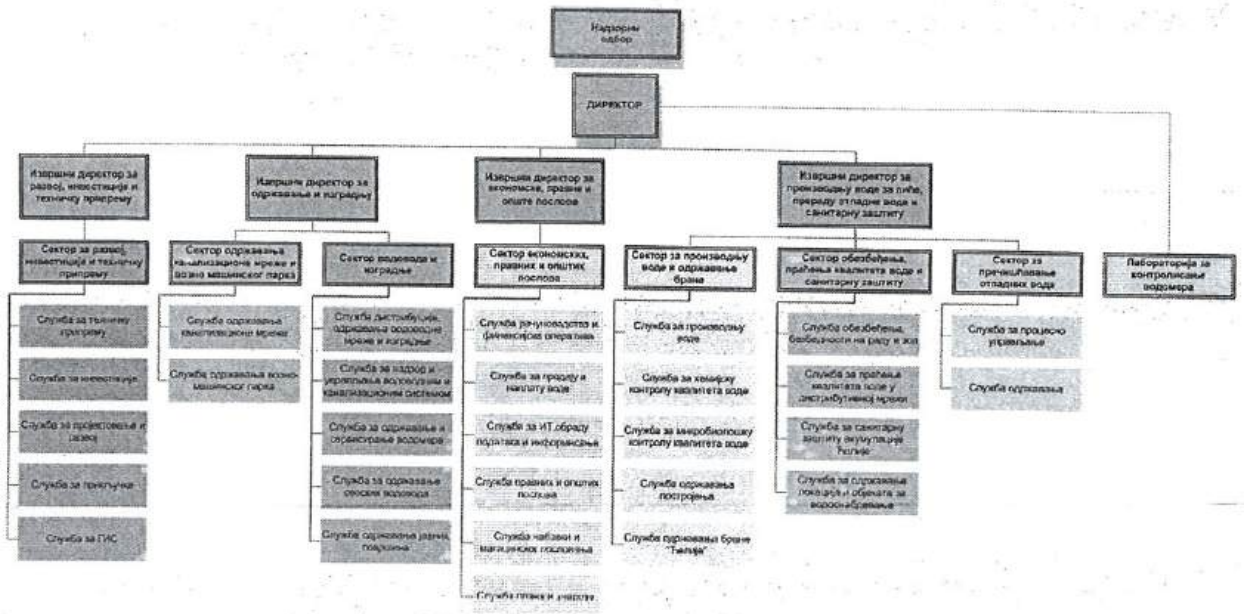 Надзорни
одбор
ДИРЕКТОР
Извршни директор за
развој, инвестиције и
техничку припрему
Извршни директор за
одржавање и изградњу
Извршни директор за
економске, правне и
опште послове
Извршни директор за
производњу воде за пиће,
прераду отпадне воде и
санитарну заштиту
Сектор за развој,
инвестиције и техничку
припрему
Сектор одржавања
канализационе мреже и
возно машинског парка
Сектор водовода и
изградње
Сектор економских,
правних и општих
послова
Сектор за производњу
воде и одржавање
брана
Сектор обезбеђења,
праћења квалитета воде и
санитарну заштиту
Сектор за
пречишћавање
отпадних вода
Лабораторија за
контролисање
водомера
Служба за техничку
припрему
Служба за инвестиције
Служба за пројектовање и
развој
Служба за прикључке
Служба за ГИС
Служба одржавања
канализационе мреже
Служба одржавања возно-
машинског парка
Служба дистрибуције,
одржавања водоводне
мреже и изградње
Служба за надзор и
управљање водоводним и
канализационим системом
Служба за одржавање и
сервисирање водомера
Служба за одржавање
сеоских водовода
Служба одржавања јавних
површина
Служба рачуноводства и
финансијске оперативе
Служба за продају и
наплату воде
Служба за ИТ,обраду
података и информисање
Служба правних и општих
послова
Служба набавки и
магацинског пословања
Служба плана и
Служба за производњу
воде
Служба за хемијску
контролу квалитета воде
Служба за микробиолошку
контролу квалитета воде
Служба одржавања
постројења
Служба одржавања бране
"Ћелије"
Служба обезбеђења,
безбедности на раду и зоп
Служба за праћење
квалитета воде у
дистрибутивној мрежи
Служба за санитарну
заштиту акумулације
Ћелије
Служба за одржавање
локација и објеката за
водоснабдевање
Служба за процесно
управљање
Служба одржавања